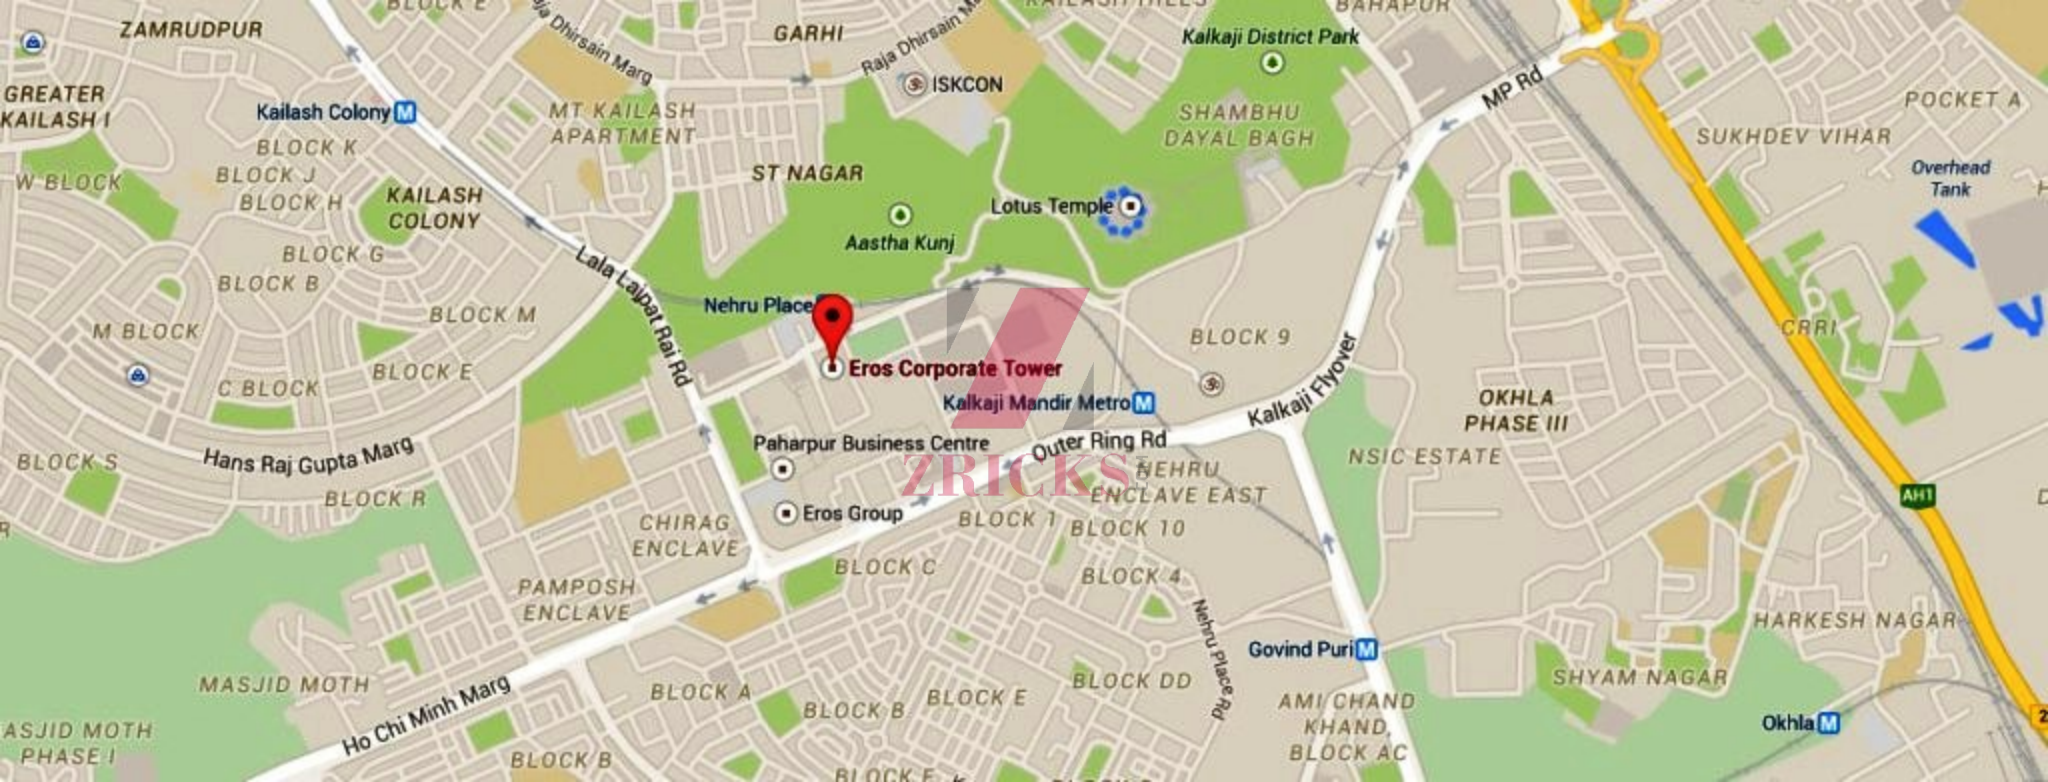 BLOCK E
KAILASH HILLS
BAHAPUR
ZAMRUDPUR
GARHI
Raja Dhirsain Marg
Kalkaji District Park
GREATER
KAILASH I
Kailash Colony
MT KAILASH
APARTMENT
ISKCON
SHAMBHU
DAYAL BAGH
MP Rd
POCKET A
SUKHDEV VIHAR
BLOCK K
BLOCK J
BLOCK H
W BLOCK
KAILASH
COLONY
ST NAGAR
Overhead
Tank
Lotus Temple
Aastha Kunj
BLOCK G
BLOCK B
Lala Lajpat Rai Rd
Nehru Place
BLOCK M
M BLOCK
BLOCK 9
CRRI
Eros Corporate Tower
BLOCK E
C BLOCK
Kalkaji Mandir Metro
Kalkaji Flyover
OKHLA
PHASE III
Hans Raj Gupta Marg
Paharpur Business Centre
Outer Ring Rd
BLOCK S
NSIC ESTATE
ZRICKS
NEHRU
ENCLAVE EAST
AH1
BLOCK R
Eros Group
BLOCK 1
BLOCK 10
CHIRAG
ENCLAVE
BLOCK C
BLOCK 4
PAMPOSH
ENCLAVE
Nehru Place Rd
HARKESH NAGAR
Govind Puri
MASJID MOTH
BLOCK A
BLOCK B
BLOCK E
BLOCK DD
SHYAM NAGAR
Ho Chi Minh Marg
AMI CHAND
KHAND,
BLOCK AC
Okhla
ASJID MOTH
PHASE I
BLOCK B